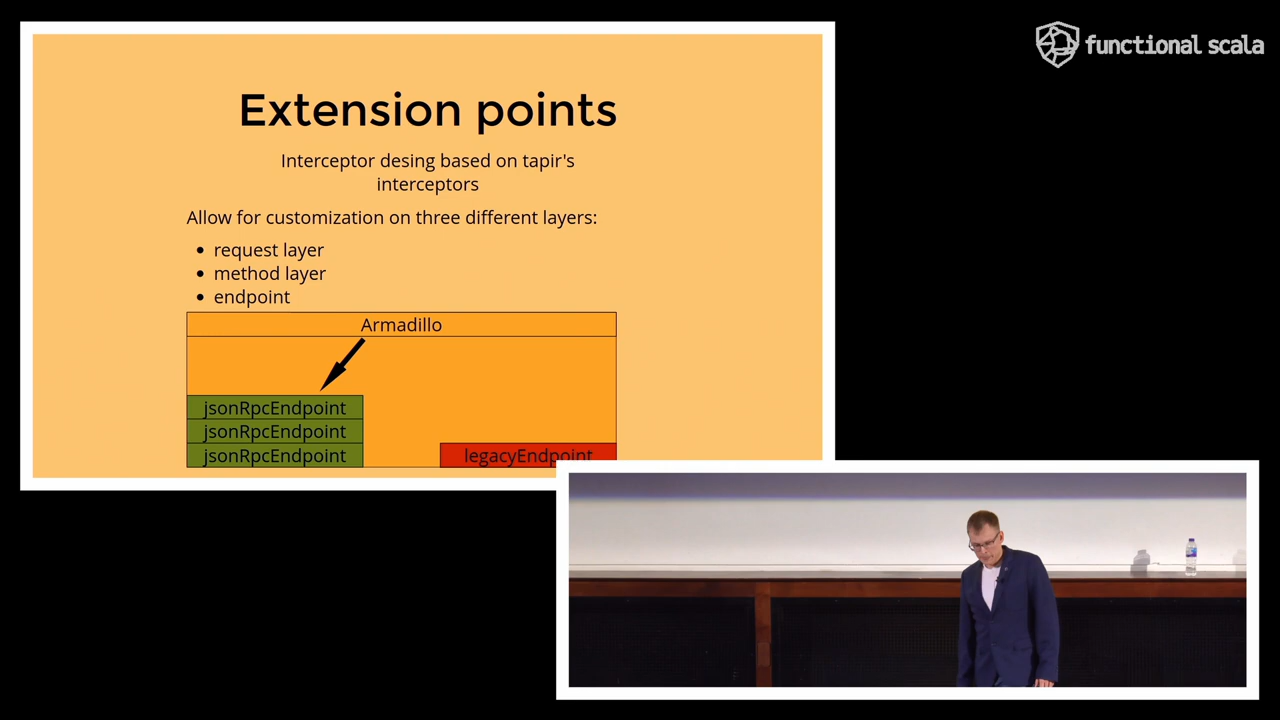 functional scala
Extension points
Interceptor desing based on tapir's
interceptors
Allow for customization on three different layers:
• request layer
• method layer
• endpoint
Armadillo
jsonRpcEndpoint
jsonRpcEndpoint
jsonRpcEndpoint
legacyEndpoint